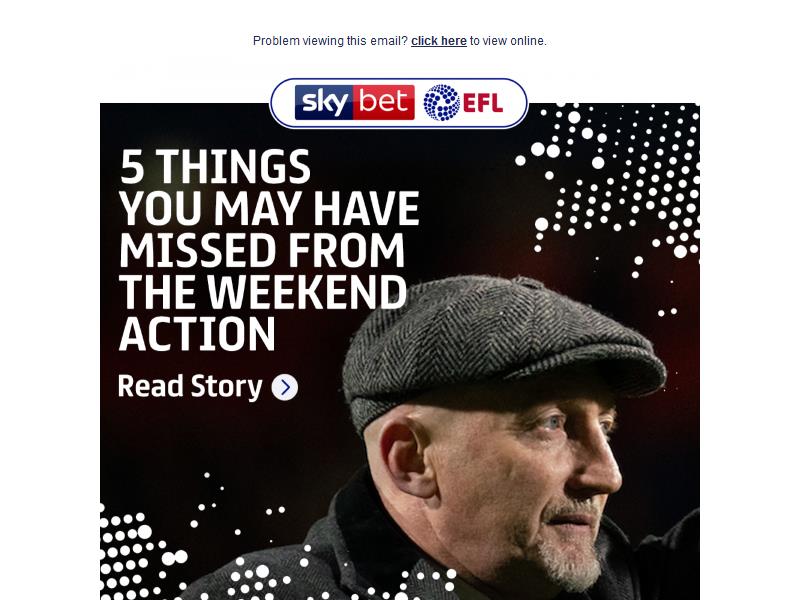 Problem viewing this email? click here to view online.
sky bet EFL
5 THINGS
YOU MAY HAVE
MISSED FROM
THE WEEKEND
ACTION
Read Story